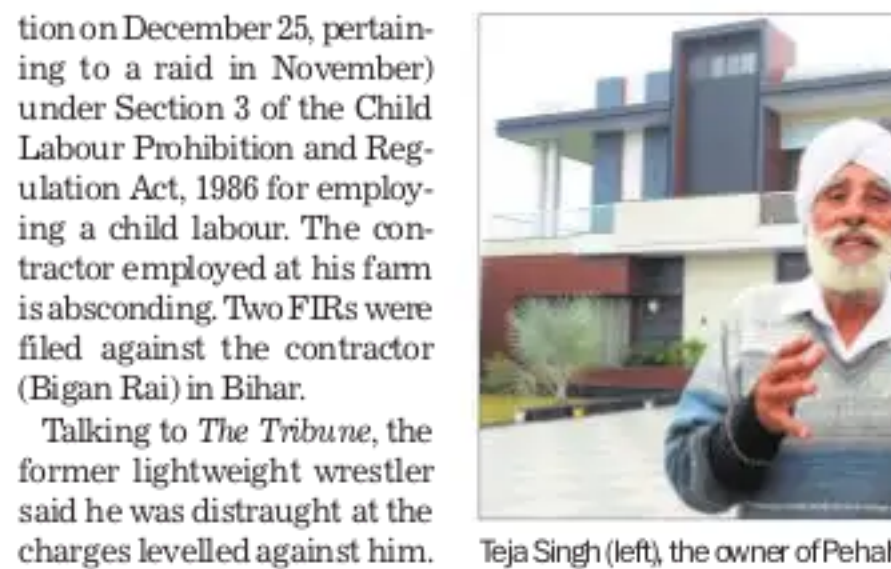 tion on December 25, pertain-
ing to a raid in November)
under Section 3 of the Child
Labour Prohibition and Reg-
ulation Act, 1986 for employ-
ing a child labour. The con-
tractor employed at his farm
is absconding. Two FIRs were
filed against the contractor
(Bigan Rai) in Bihar.
Talking to The Tribune, the
former lightweight wrestler
said he was distraught at the
charges levelled against him.
Teja Singh (left), the owner of Pehal